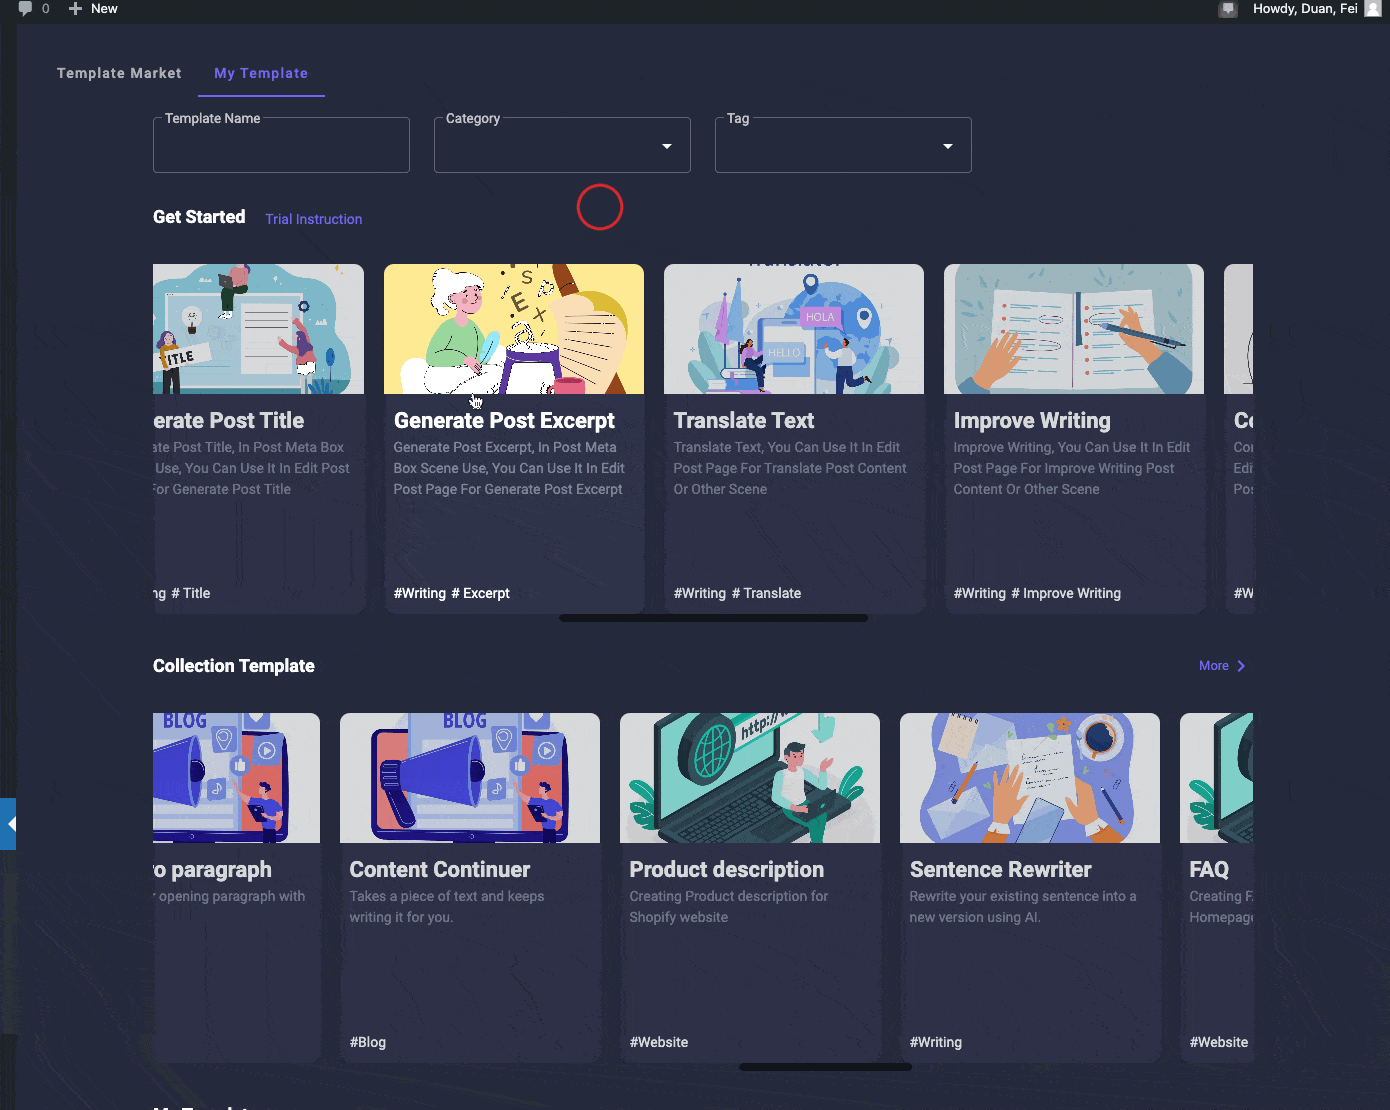 0 New
Howdy, Duan, Fei
Template Market
My Template
Template Name
Category
Tag
Get Started
Trial Instruction
TITLE
erate Post Title
ate Post Title, In Post Meta Box
Use, You Can Use It In Edit Post
For Generate Post Title
# Title
S
E
X
Generate Post Excerpt
Generate Post Excerpt, In Post Meta
Box Scene Use, You Can Use It In Edit
Post Page For Generate Post Excerpt
#Writing # Excerpt
HOLA
HELLO
Translate Text
Translate Text, You Can Use It In Edit
Post Page For Translate Post Content
Or Other Scene
#Writing # Translate
Improve Writing
Improve Writing, You Can Use It In Edit
Post Page For Improve Writing Post
Content Or Other Scene
#Writing # Improve Writing
Collection Template
More
BLOG
ro paragraph
opening paragraph with
BLOG
Content Continuer
Takes a piece of text and keeps
writing it for you.
#Blog
http://
Product description
Creating Product description for
Shopify website
#Website
Sentence Rewriter
Rewrite your existing sentence into a
new version using AI.
#Writing
FAQ
Creating F
Homepage
#Website